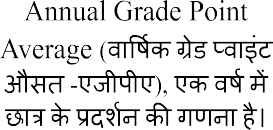 Annual Grade Point
Average (वार्षिक ग्रेड प्वाइंट
औसत -एजीपीए), एक वर्ष में
छात्र के प्रदर्शन की गणना है।